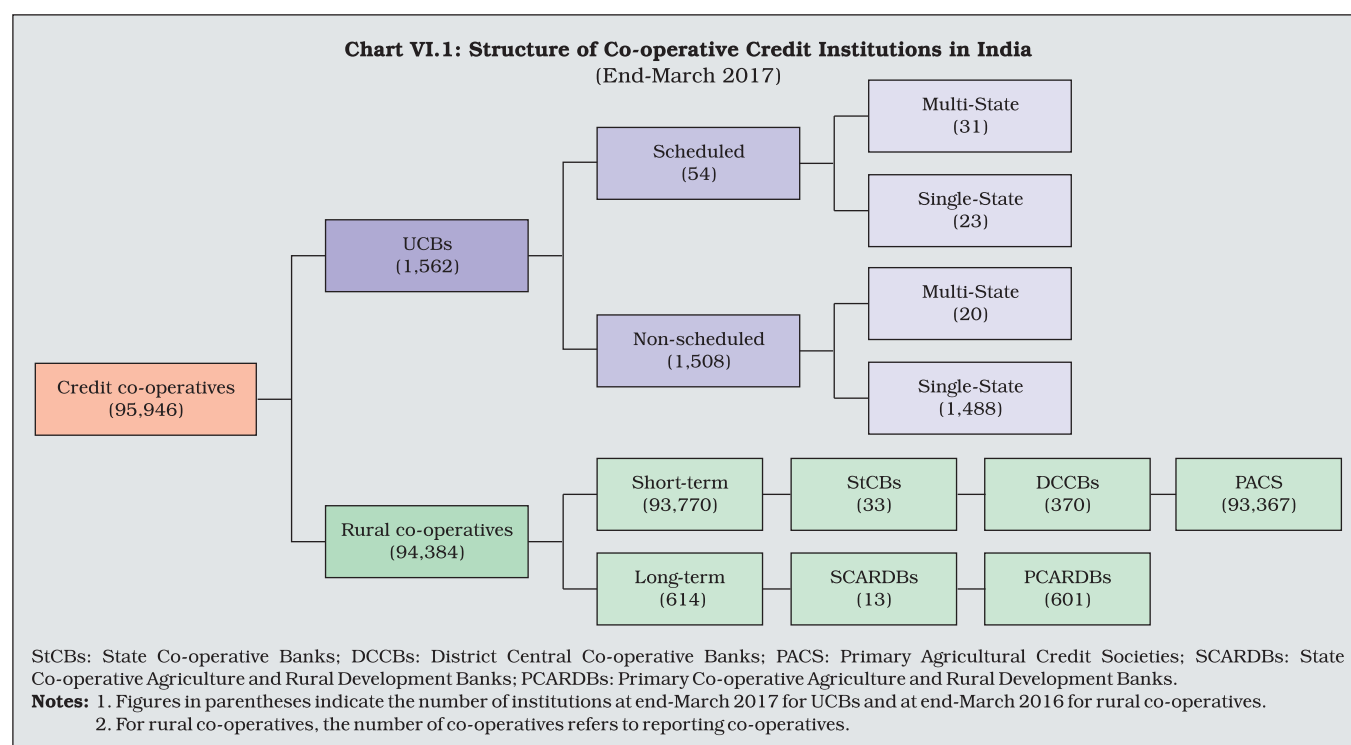 Chart VI.1: Structure of Co-operative Credit Institutions in India
(End-March 2017)
Multi-State
(31)
Scheduled
(54)
Single-State
(23)
UCBs
(1,562)
Multi-State
(20)
Non-scheduled
(1,508)
Single-State
(1,488)
Credit co-operatives
(95,946)
Rural co-operatives
(94,384)
Short-term
(93,770)
StCBs
(33)
DCCBs
(370)
PACS
(93,367)
Long-term
(614)
SCARDBs
(13)
PCARDBs
(601)
StCBs: State Co-operative Banks; DCCBs: District Central Co-operative Banks; PACS: Primary Agricultural Credit Societies; SCARDBs: State
Co-operative Agriculture and Rural Development Banks; PCARDBs: Primary Co-operative Agriculture and Rural Development Banks.
Notes: 1. Figures in parentheses indicate the number of institutions at end-March 2017 for UCBs and at end-March 2016 for rural co-operatives.
2. For rural co-operatives, the number of co-operatives refers to reporting co-operatives.